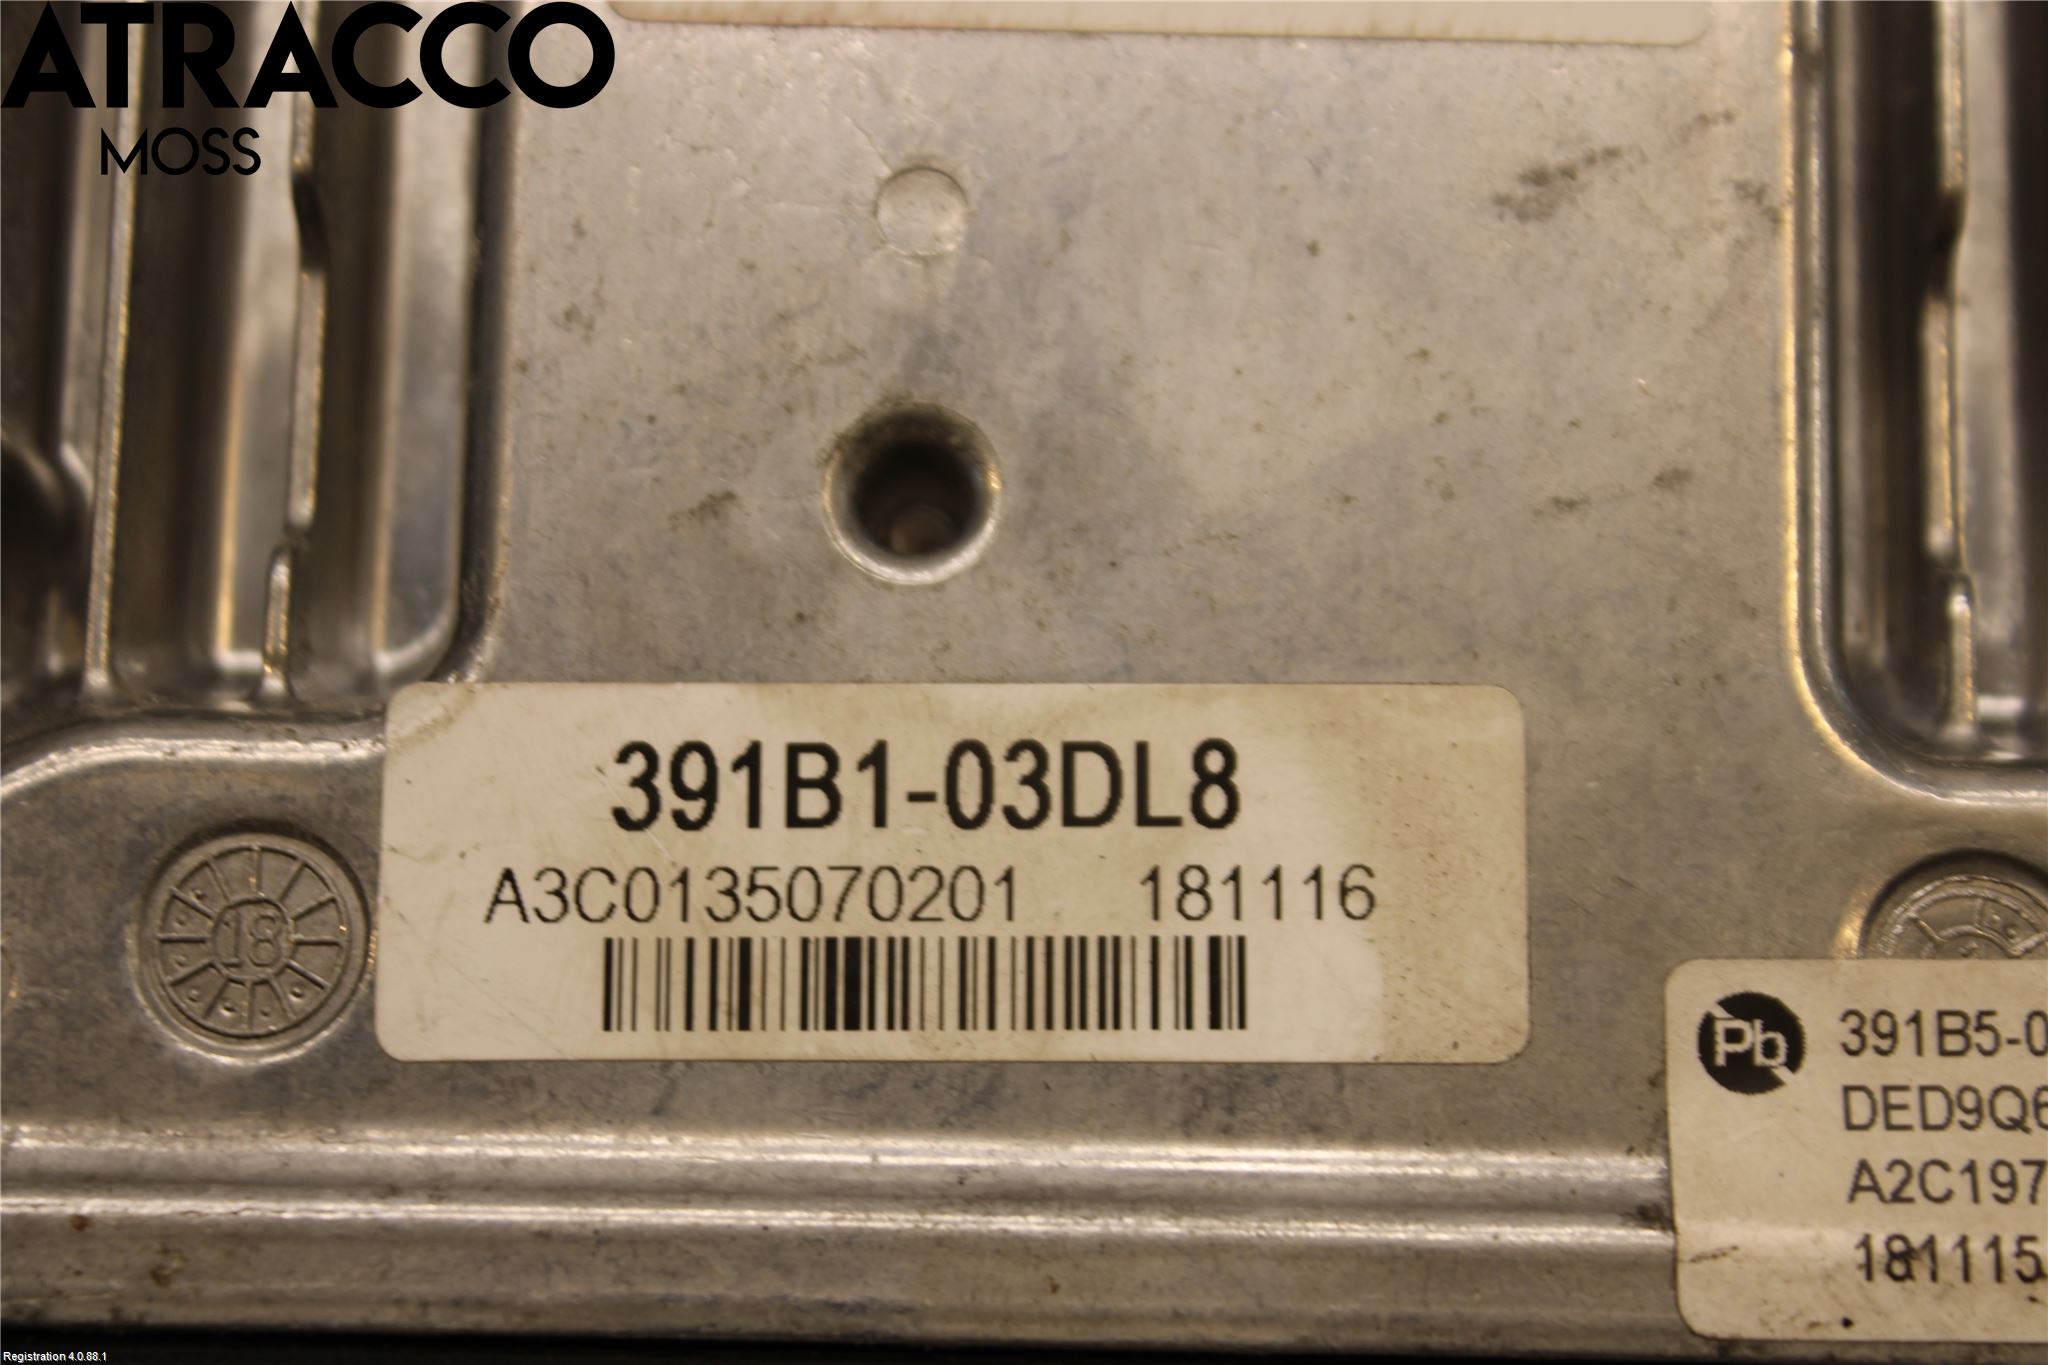 ATRACCO
MOSS
391B1-03DL8
A3C0135070201 181116
18
Pb
391B5-0
DED9Q6
A2C197
181115
Registration 4.0.88.1